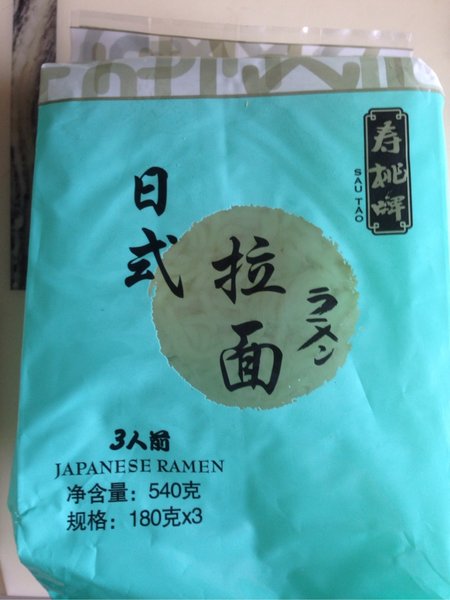 寿桃牌
SAU TAO
日式
拉面
ラーメン
3人前
JAPANESE RAMEN
净含量：540克
规格：180克x3